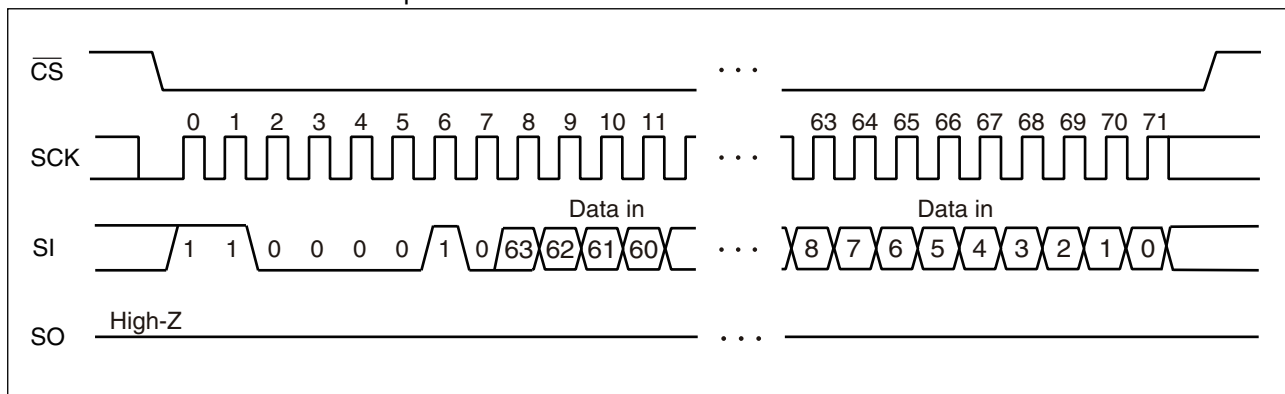 CS
. . .
0 1 2 3 4 5 6 7 8 9 10 11
63 64 65 66 67 68 69 70 71
SCK
. . .
Data in
Data in
SI
1 1 0 0 0 0 1 0 63 62 61 60
. . .
8 7 6 5 4 3 2 1 0
High-Z
SO
. . .